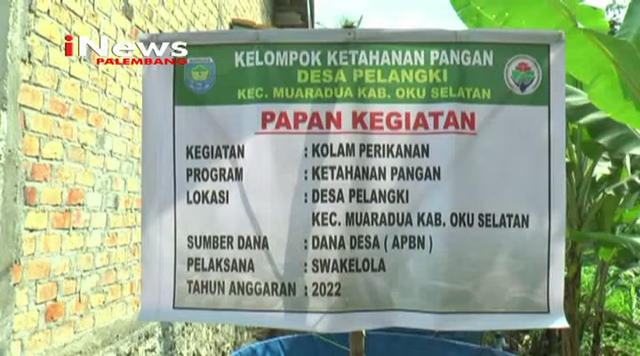 iNews
PALEMBANG
KELOMPOK KETAHANAN PANGAN
DESA PELANGKI
KEC. MUARADUA KAB. OKU SELATAN
PAPAN KEGIATAN
KEGIATAN : KOLAM PERIKANAN
PROGRAM : KETAHANAN PANGAN
LOKASI : DESA PELANGKI
KEC. MUARADUA KAB. OKU SELATAN
SUMBER DANA : DANA DESA ( APBN )
PELAKSANA : SWAKELOLA
TAHUN ANGGARAN : 2022